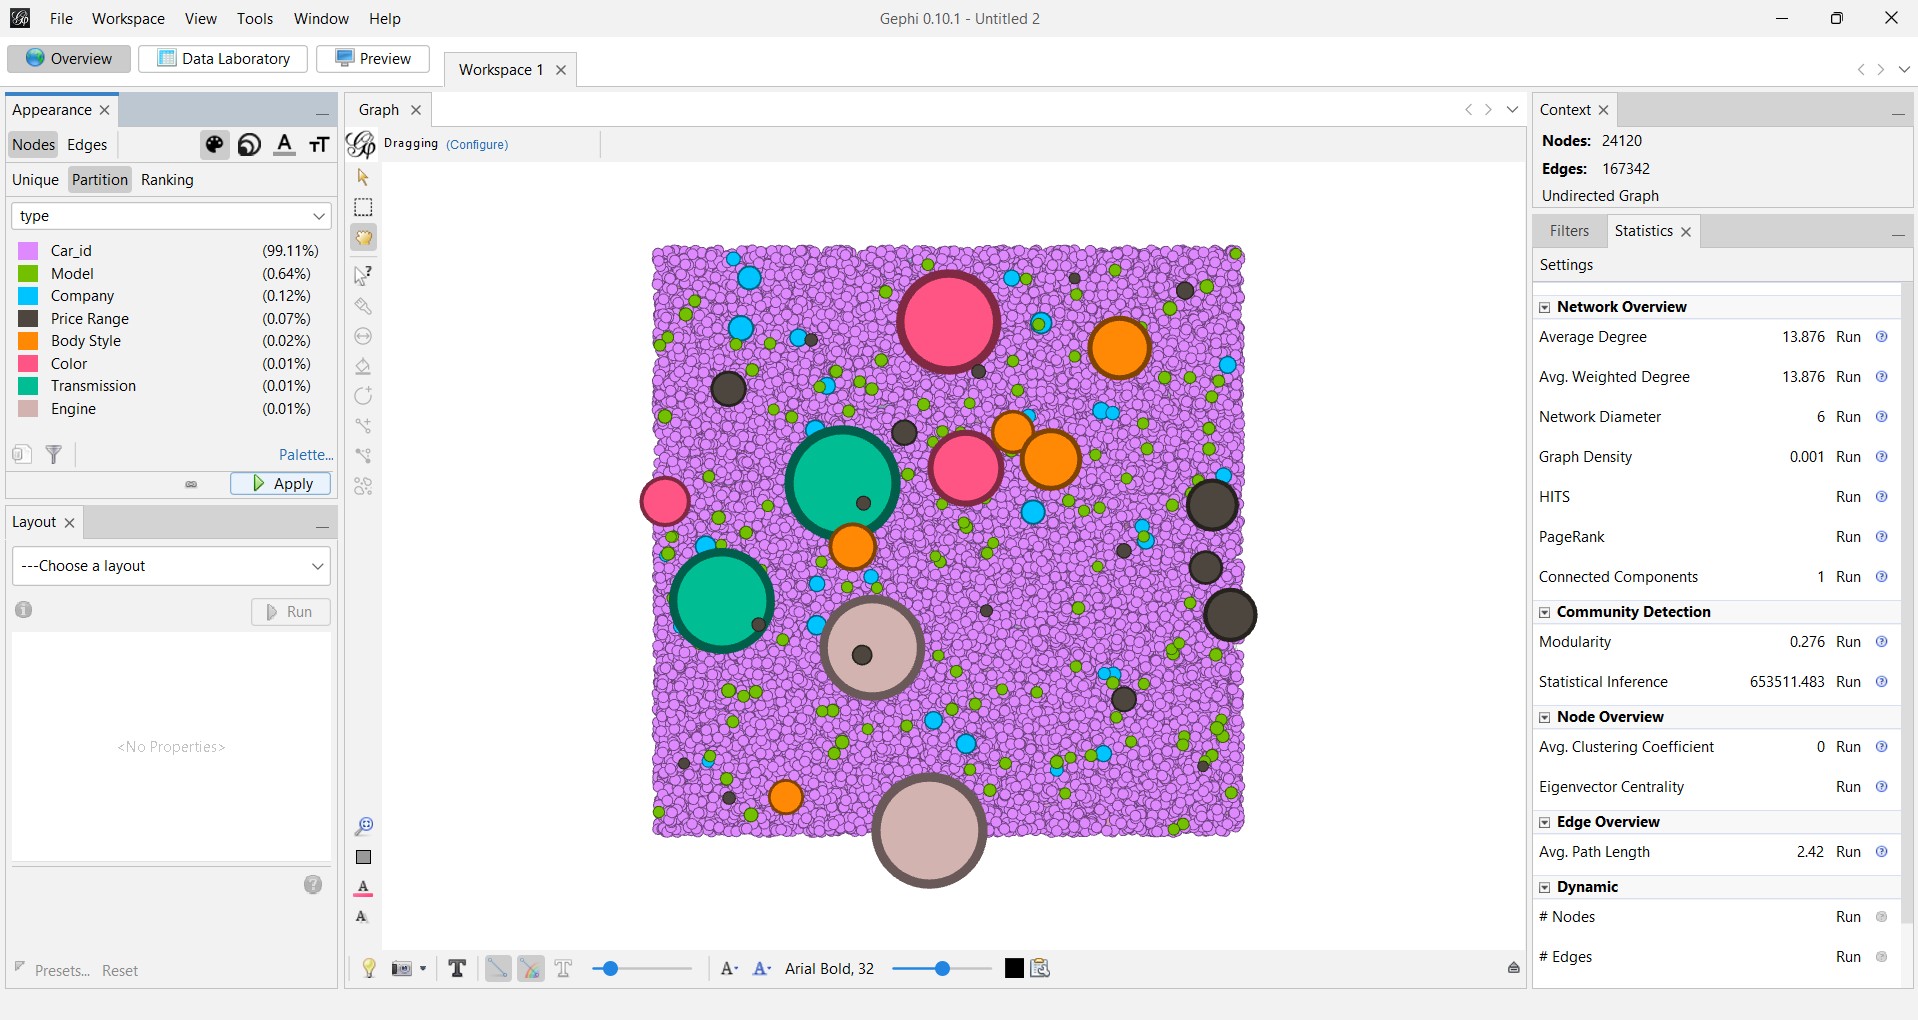 File Workspace View Tools Window Help
Gephi 0.10.1 - Untitled 2
Overview Data Laboratory Preview
Workspace 1
Appearance
Nodes Edges
Unique Partition Ranking
type
Car_id (99.11%)
Model (0.64%)
Company (0.12%)
Price Range (0.07%)
Body Style (0.02%)
Color (0.01%)
Transmission (0.01%)
Engine (0.01%)
Palette...
Apply
Layout
---Choose a layout
Run
<No Properties>
Presets... Reset
Graph
Dragging (Configure)
Arial Bold, 32
Context
Nodes: 24120
Edges: 167342
Undirected Graph
Filters Statistics
Settings
Network Overview
Average Degree 13.876 Run
Avg. Weighted Degree 13.876 Run
Network Diameter 6 Run
Graph Density 0.001 Run
HITS Run
PageRank Run
Connected Components 1 Run
Community Detection
Modularity 0.276 Run
Statistical Inference 653511.483 Run
Node Overview
Avg. Clustering Coefficient 0 Run
Eigenvector Centrality Run
Edge Overview
Avg. Path Length 2.42 Run
Dynamic
# Nodes Run
# Edges Run